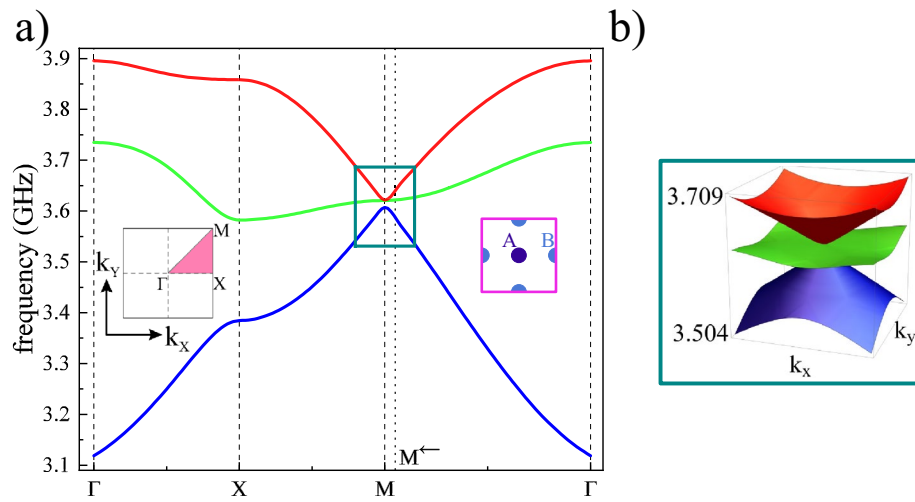 a)
b)
frequency (GHz)
3.9
3.8
3.7
3.6
3.5
3.4
3.3
3.2
3.1
Γ
X
M
Γ
M←
k_Y
k_X
M
Γ
X
A
B
3.709
3.504
k_x
k_y